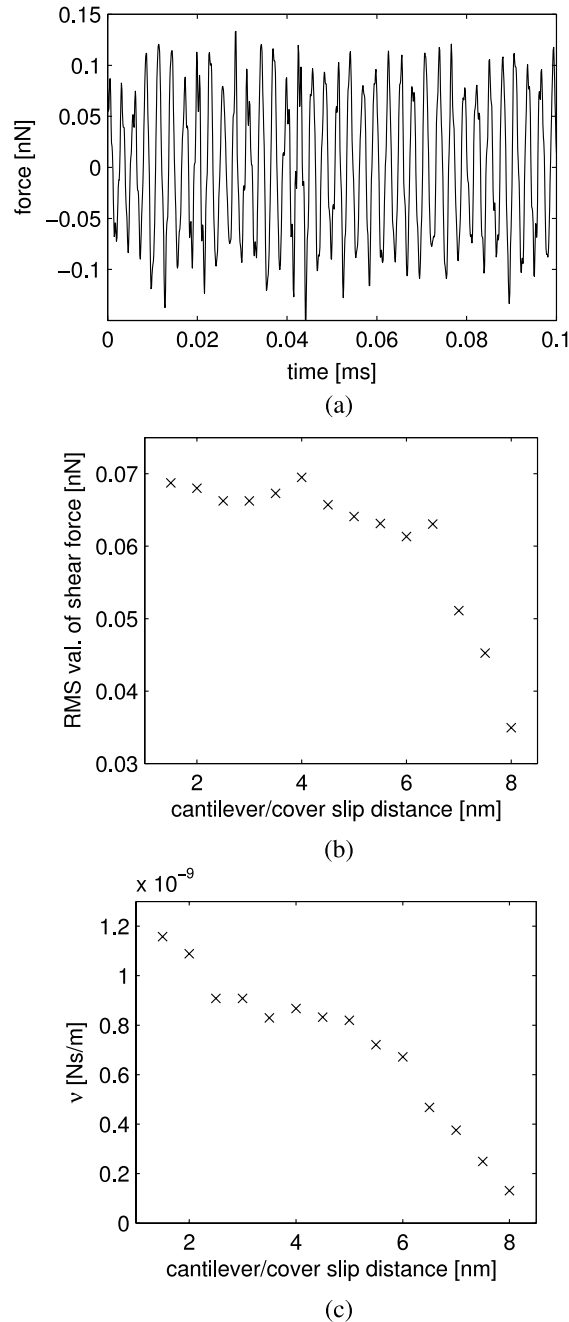 0.15
0.1
0.05
0
−0.05
−0.1
force [nN]
0 0.02 0.04 0.06 0.08 0.1
time [ms]
(a)
0.07
0.06
0.05
0.04
0.03
RMS val. of shear force [nN]
2 4 6 8
cantilever/cover slip distance [nm]
(b)
x 10⁻⁹
1.2
1
0.8
0.6
0.4
0.2
0
ν [Ns/m]
2 4 6 8
cantilever/cover slip distance [nm]
(c)